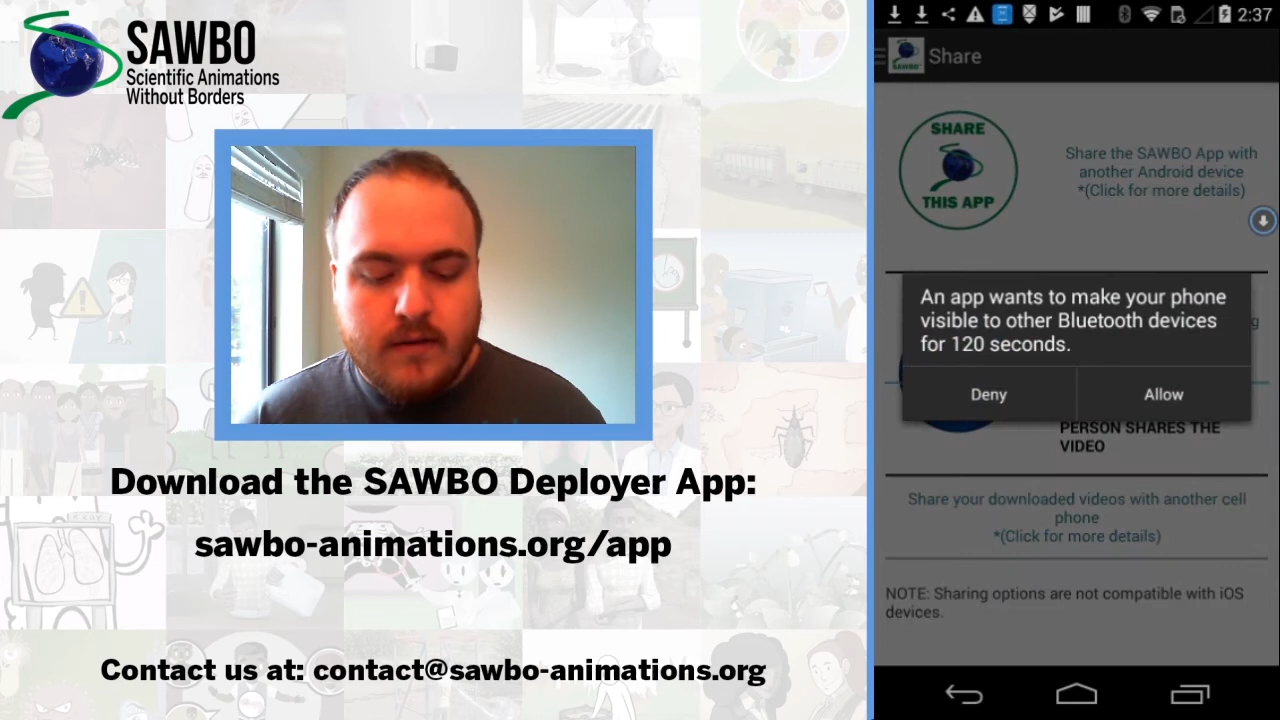 SAWBO
Scientific Animations
Without Borders
Download the SAWBO Deployer App:
sawbo-animations.org/app
Contact us at: contact@sawbo-animations.org
2:37
SAWBO
Share
SHARE
THIS APP
Share the SAWBO App with
another Android device
*(Click for more details)
An app wants to make your phone
visible to other Bluetooth devices
for 120 seconds.
Deny
Allow
PERSON SHARES THE
VIDEO
Share your downloaded videos with another cell
phone
*(Click for more details)
NOTE: Sharing options are not compatible with iOS
devices.